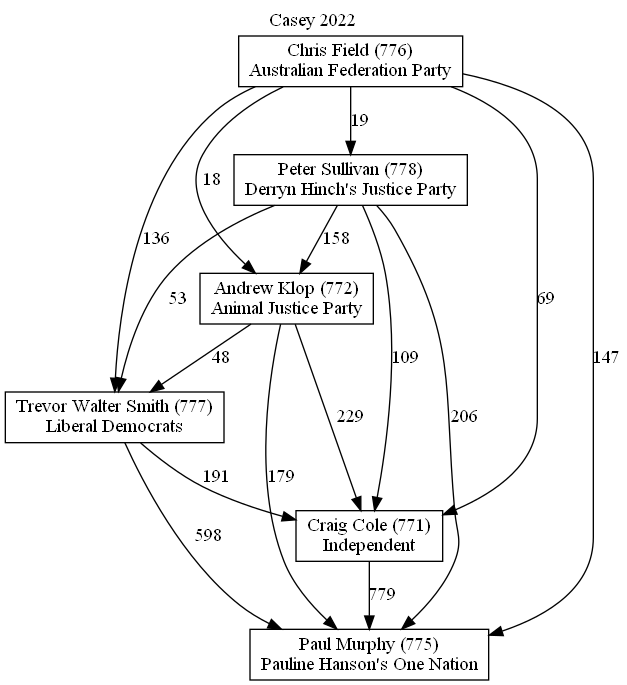 Casey 2022
Chris Field (776)
Australian Federation Party
19
Peter Sullivan (778)
Derryn Hinch's Justice Party
18
136
158
53
Andrew Klop (772)
Animal Justice Party
69
147
48
109
Trevor Walter Smith (777)
Liberal Democrats
229
206
191
179
Craig Cole (771)
Independent
598
779
Paul Murphy (775)
Pauline Hanson's One Nation